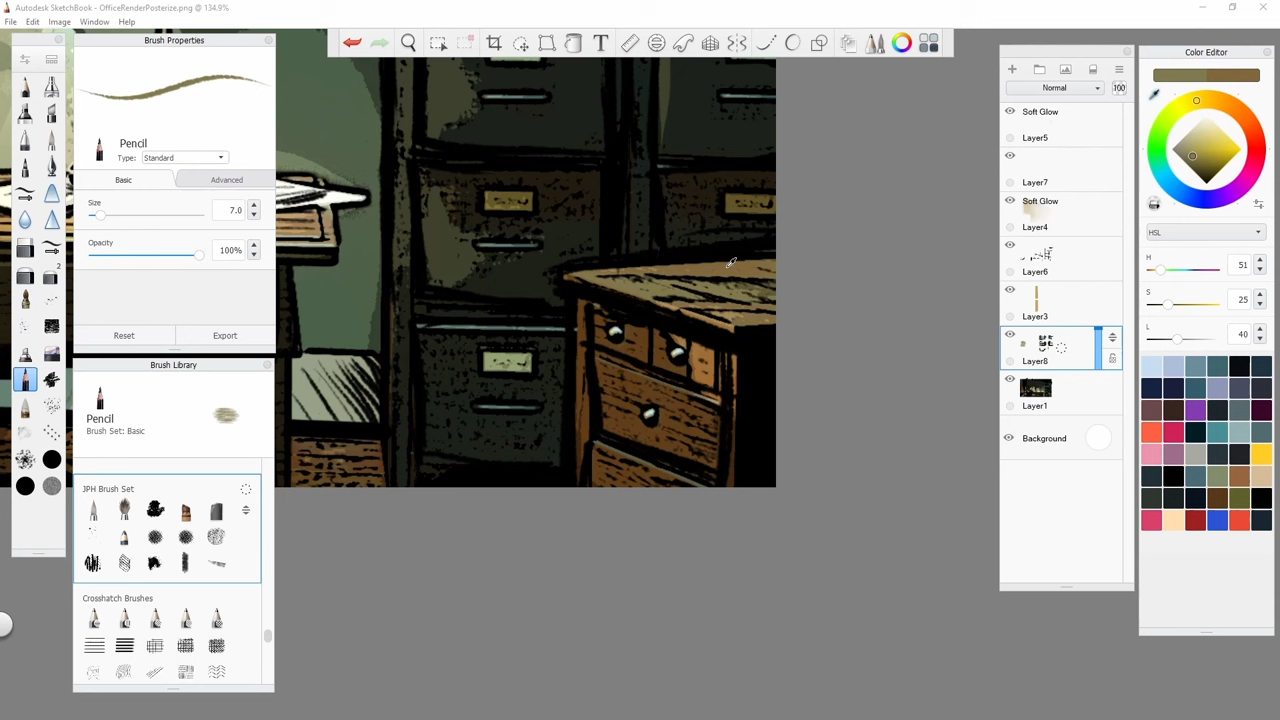 Autodesk SketchBook - OfficeRenderPosterize.png @ 134.9%
File Edit Image Window Help
Brush Properties
Pencil
Type: Standard
Basic Advanced
Size
7.0
Opacity
100%
Reset Export
Brush Library
Pencil
Brush Set: Basic
JPH Brush Set
Crosshatch Brushes
2
T
Normal 100
Soft Glow
Layer5
Layer7
Soft Glow
Layer4
Layer6
Layer3
Layer8
Layer1
Background
Color Editor
HSL
H 51
S 25
L 40